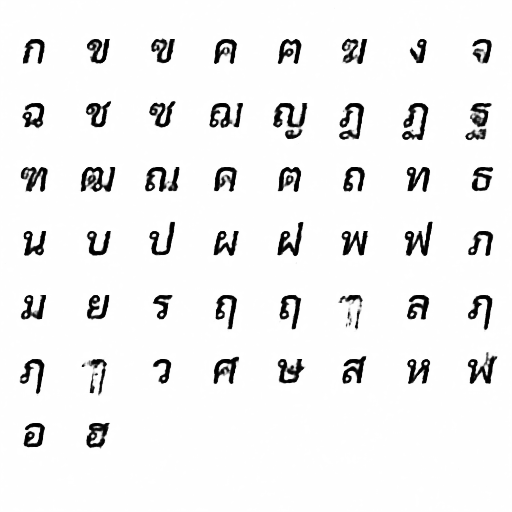 ก ข ฃ ค ฅ ฆ ง จ
ฉ ช ซ ฌ ญ ฎ ฏ ฐ
ฑ ฒ ณ ด ต ถ ท ธ
น บ ป ผ ฝ พ ฟ ภ
ม ย ร ฤ ฤ ล ฦ
ฦ ว ศ ษ ส ห ฬ
อ ฮ